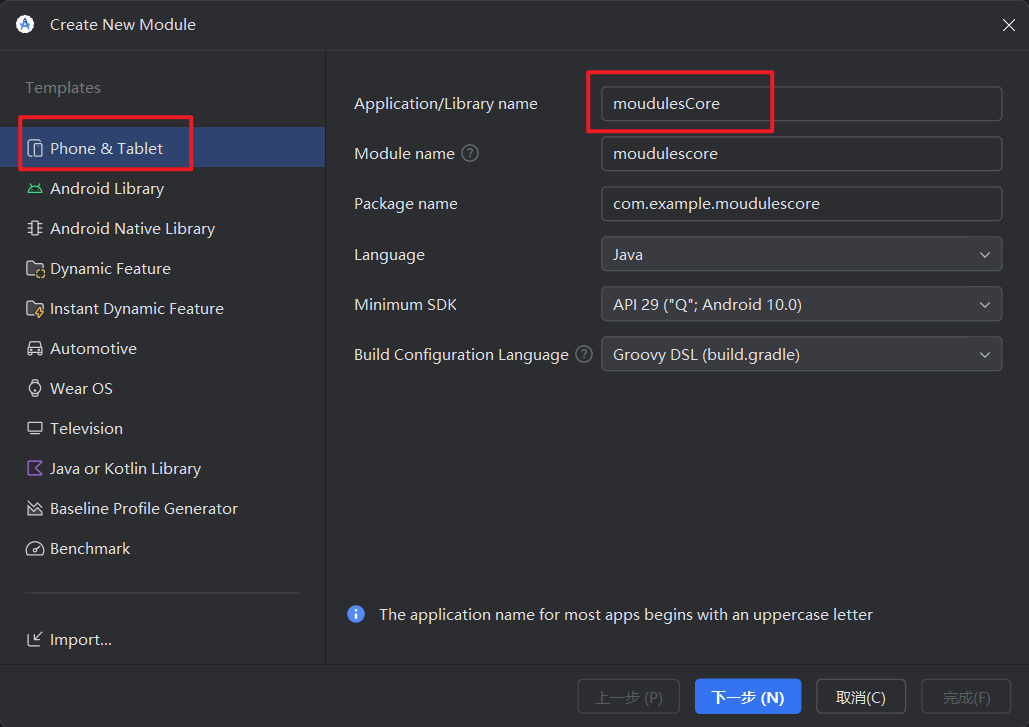 Create New Module
Templates
Phone & Tablet
Android Library
Android Native Library
Dynamic Feature
Instant Dynamic Feature
Automotive
Wear OS
Television
Java or Kotlin Library
Baseline Profile Generator
Benchmark
Import...
Application/Library name
moudulesCore
Module name ?
moudulescore
Package name
com.example.moudulescore
Language
Java
Minimum SDK
API 29 ("Q"; Android 10.0)
Build Configuration Language ?
Groovy DSL (build.gradle)
The application name for most apps begins with an uppercase letter
上一步 (P)
下一步 (N)
取消(C)
完成(F)